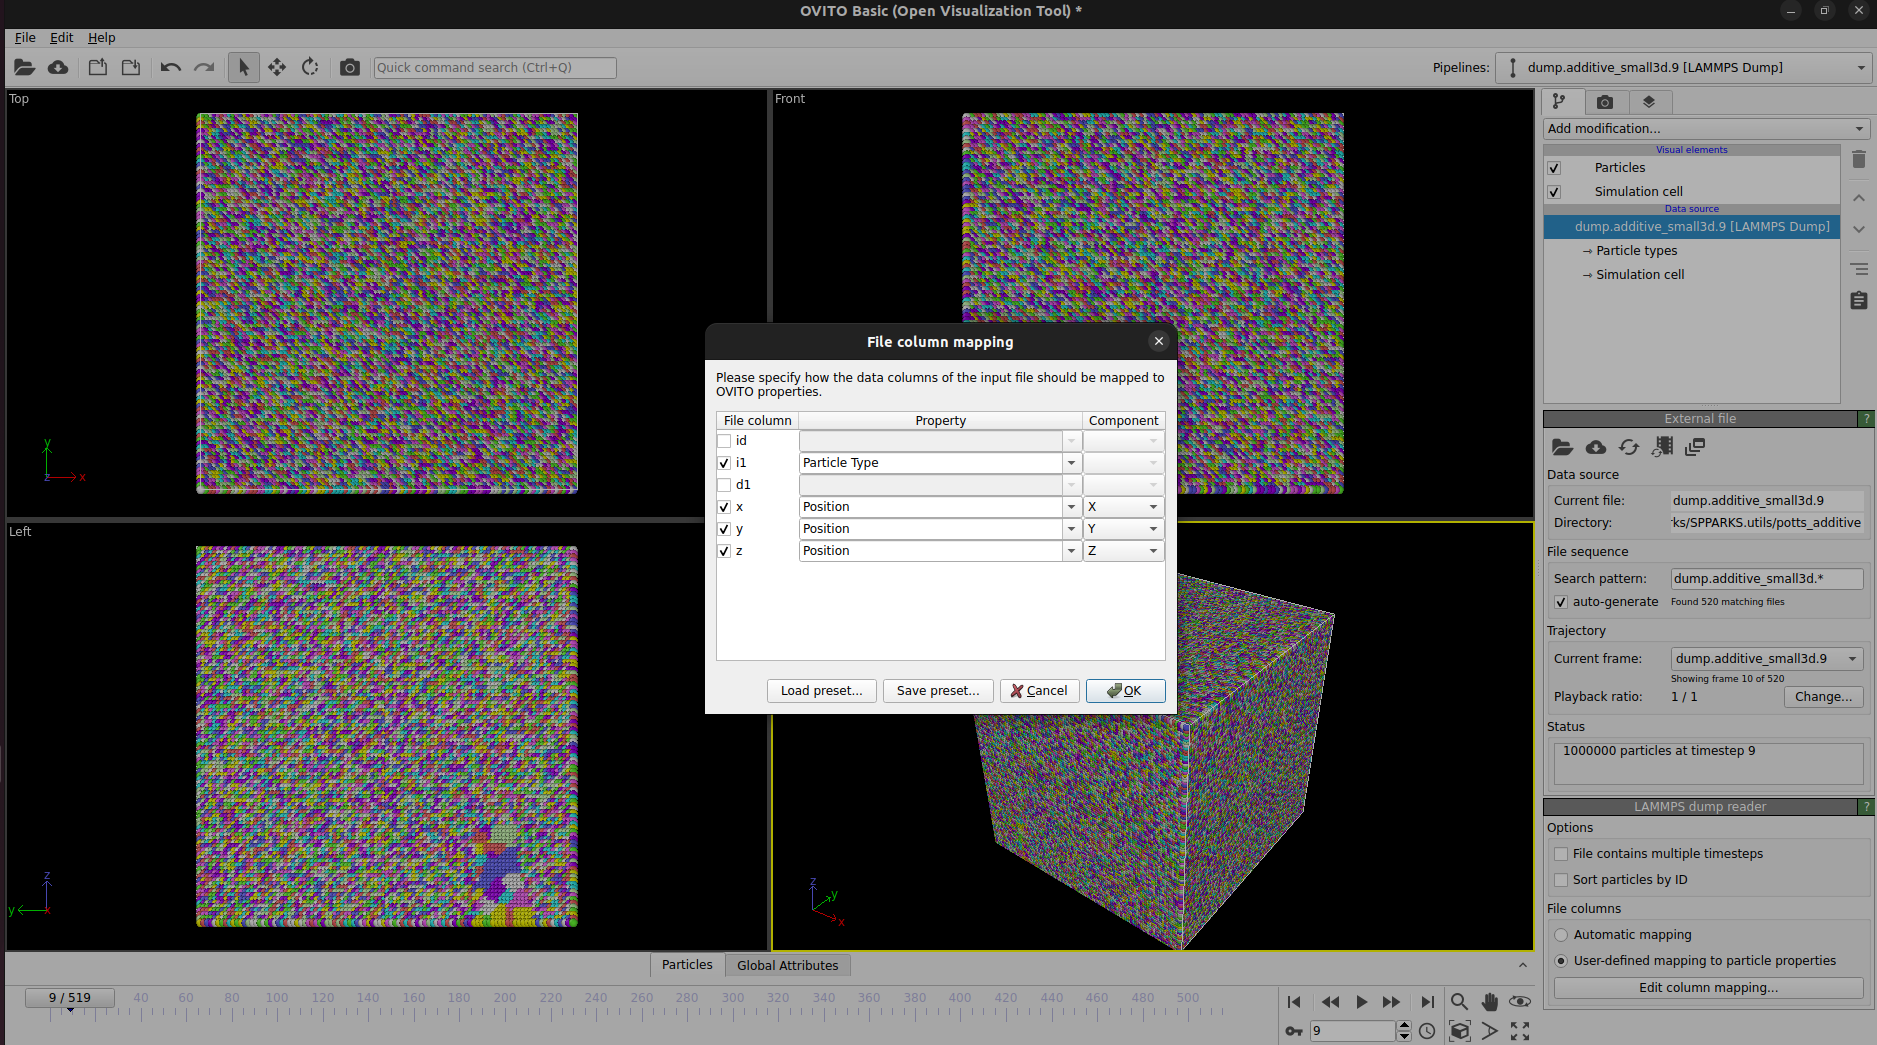 OVITO Basic (Open Visualization Tool) *
File Edit Help
Quick command search (Ctrl+Q)
Pipelines: dump.additive_small3d.9 [LAMMPS Dump]
Top
Front
Left
y
x
z
z
y
x
z
y
x
Add modification...
Visual elements
Particles
Simulation cell
Data source
dump.additive_small3d.9 [LAMMPS Dump]
→ Particle types
→ Simulation cell
File column mapping
Please specify how the data columns of the input file should be mapped to
OVITO properties.
File column Property Component
id
i1 Particle Type
d1
x Position X
y Position Y
z Position Z
Load preset... Save preset... Cancel OK
External file ?
Data source
Current file: dump.additive_small3d.9
Directory: rks/SPPARKS.utils/potts_additive
File sequence
Search pattern: dump.additive_small3d.*
auto-generate Found 520 matching files
Trajectory
Current frame: dump.additive_small3d.9
Showing frame 10 of 520
Playback ratio: 1 / 1 Change...
Status
1000000 particles at timestep 9
LAMMPS dump reader ?
Options
File contains multiple timesteps
Sort particles by ID
File columns
Automatic mapping
User-defined mapping to particle properties
Edit column mapping...
Particles Global Attributes
9 / 519 40 60 80 100 120 140 160 180 200 220 240 260 280 300 320 340 360 380 400 420 440 460 480 500
9